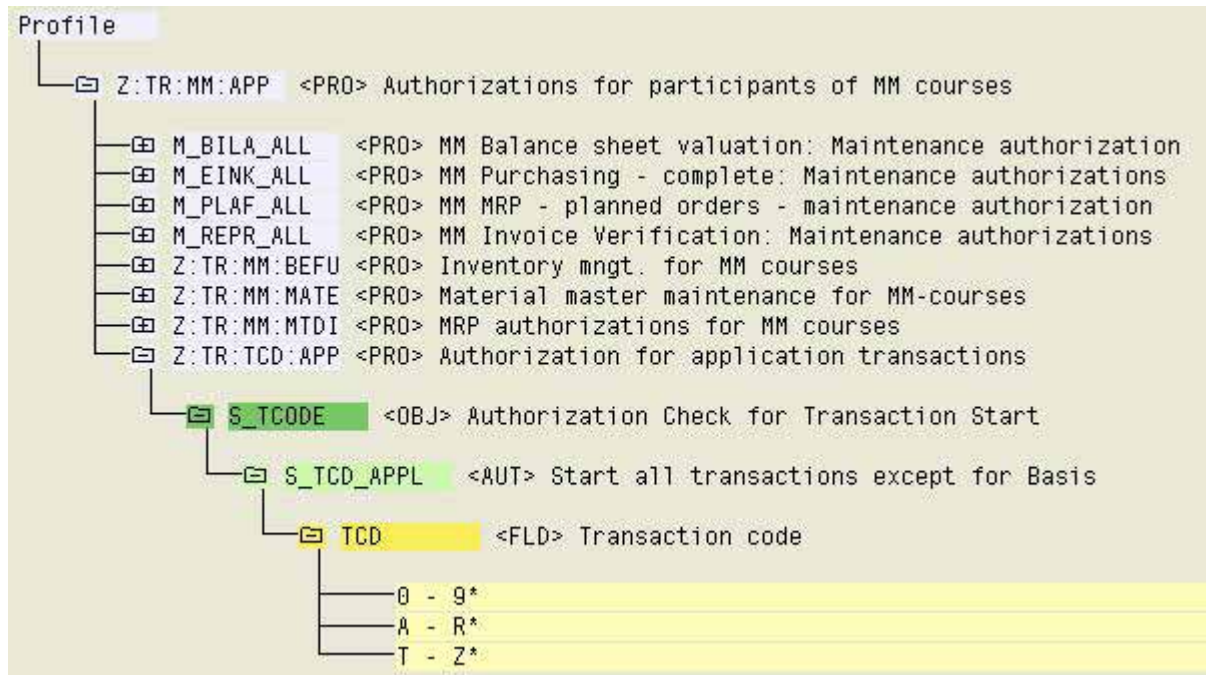 Profile
Z:TR:MM:APP <PRO> Authorizations for participants of MM courses
M_BILA_ALL <PRO> MM Balance sheet valuation: Maintenance authorization
M_EINK_ALL <PRO> MM Purchasing - complete: Maintenance authorizations
M_PLAF_ALL <PRO> MM MRP - planned orders - maintenance authorization
M_REPR_ALL <PRO> MM Invoice Verification: Maintenance authorizations
Z:TR:MM:BEFU <PRO> Inventory mngt. for MM courses
Z:TR:MM:MATE <PRO> Material master maintenance for MM-courses
Z:TR:MM:MTDI <PRO> MRP authorizations for MM courses
Z:TR:TCD:APP <PRO> Authorization for application transactions
S_TCODE <OBJ> Authorization Check for Transaction Start
S_TCD_APPL <AUT> Start all transactions except for Basis
TCD <FLD> Transaction code
0 - 9*
A - R*
T - Z*